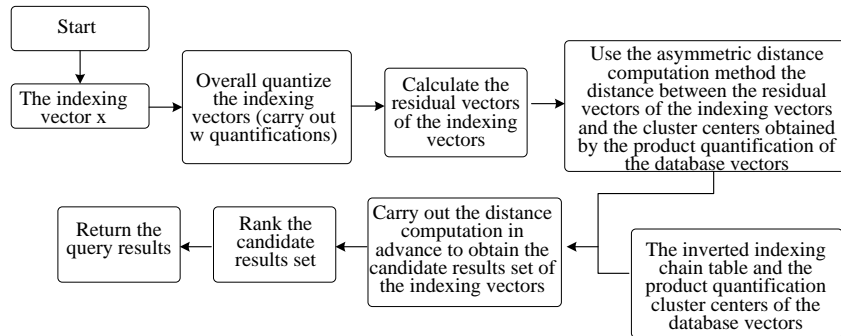 Start
The indexing
vector x
Overall quantize
the indexing
vectors (carry out
w quantifications)
Calculate the
residual vectors
of the indexing
vectors
Use the asymmetric distance
computation method the
distance between the residual
vectors of the indexing vectors
and the cluster centers obtained
by the product quantification of
the database vectors
The inverted indexing
chain table and the
product quantification
cluster centers of the
database vectors
Carry out the distance
computation in
advance to obtain the
candidate results set of
the indexing vectors
Rank the
candidate
results set
Return the
query results